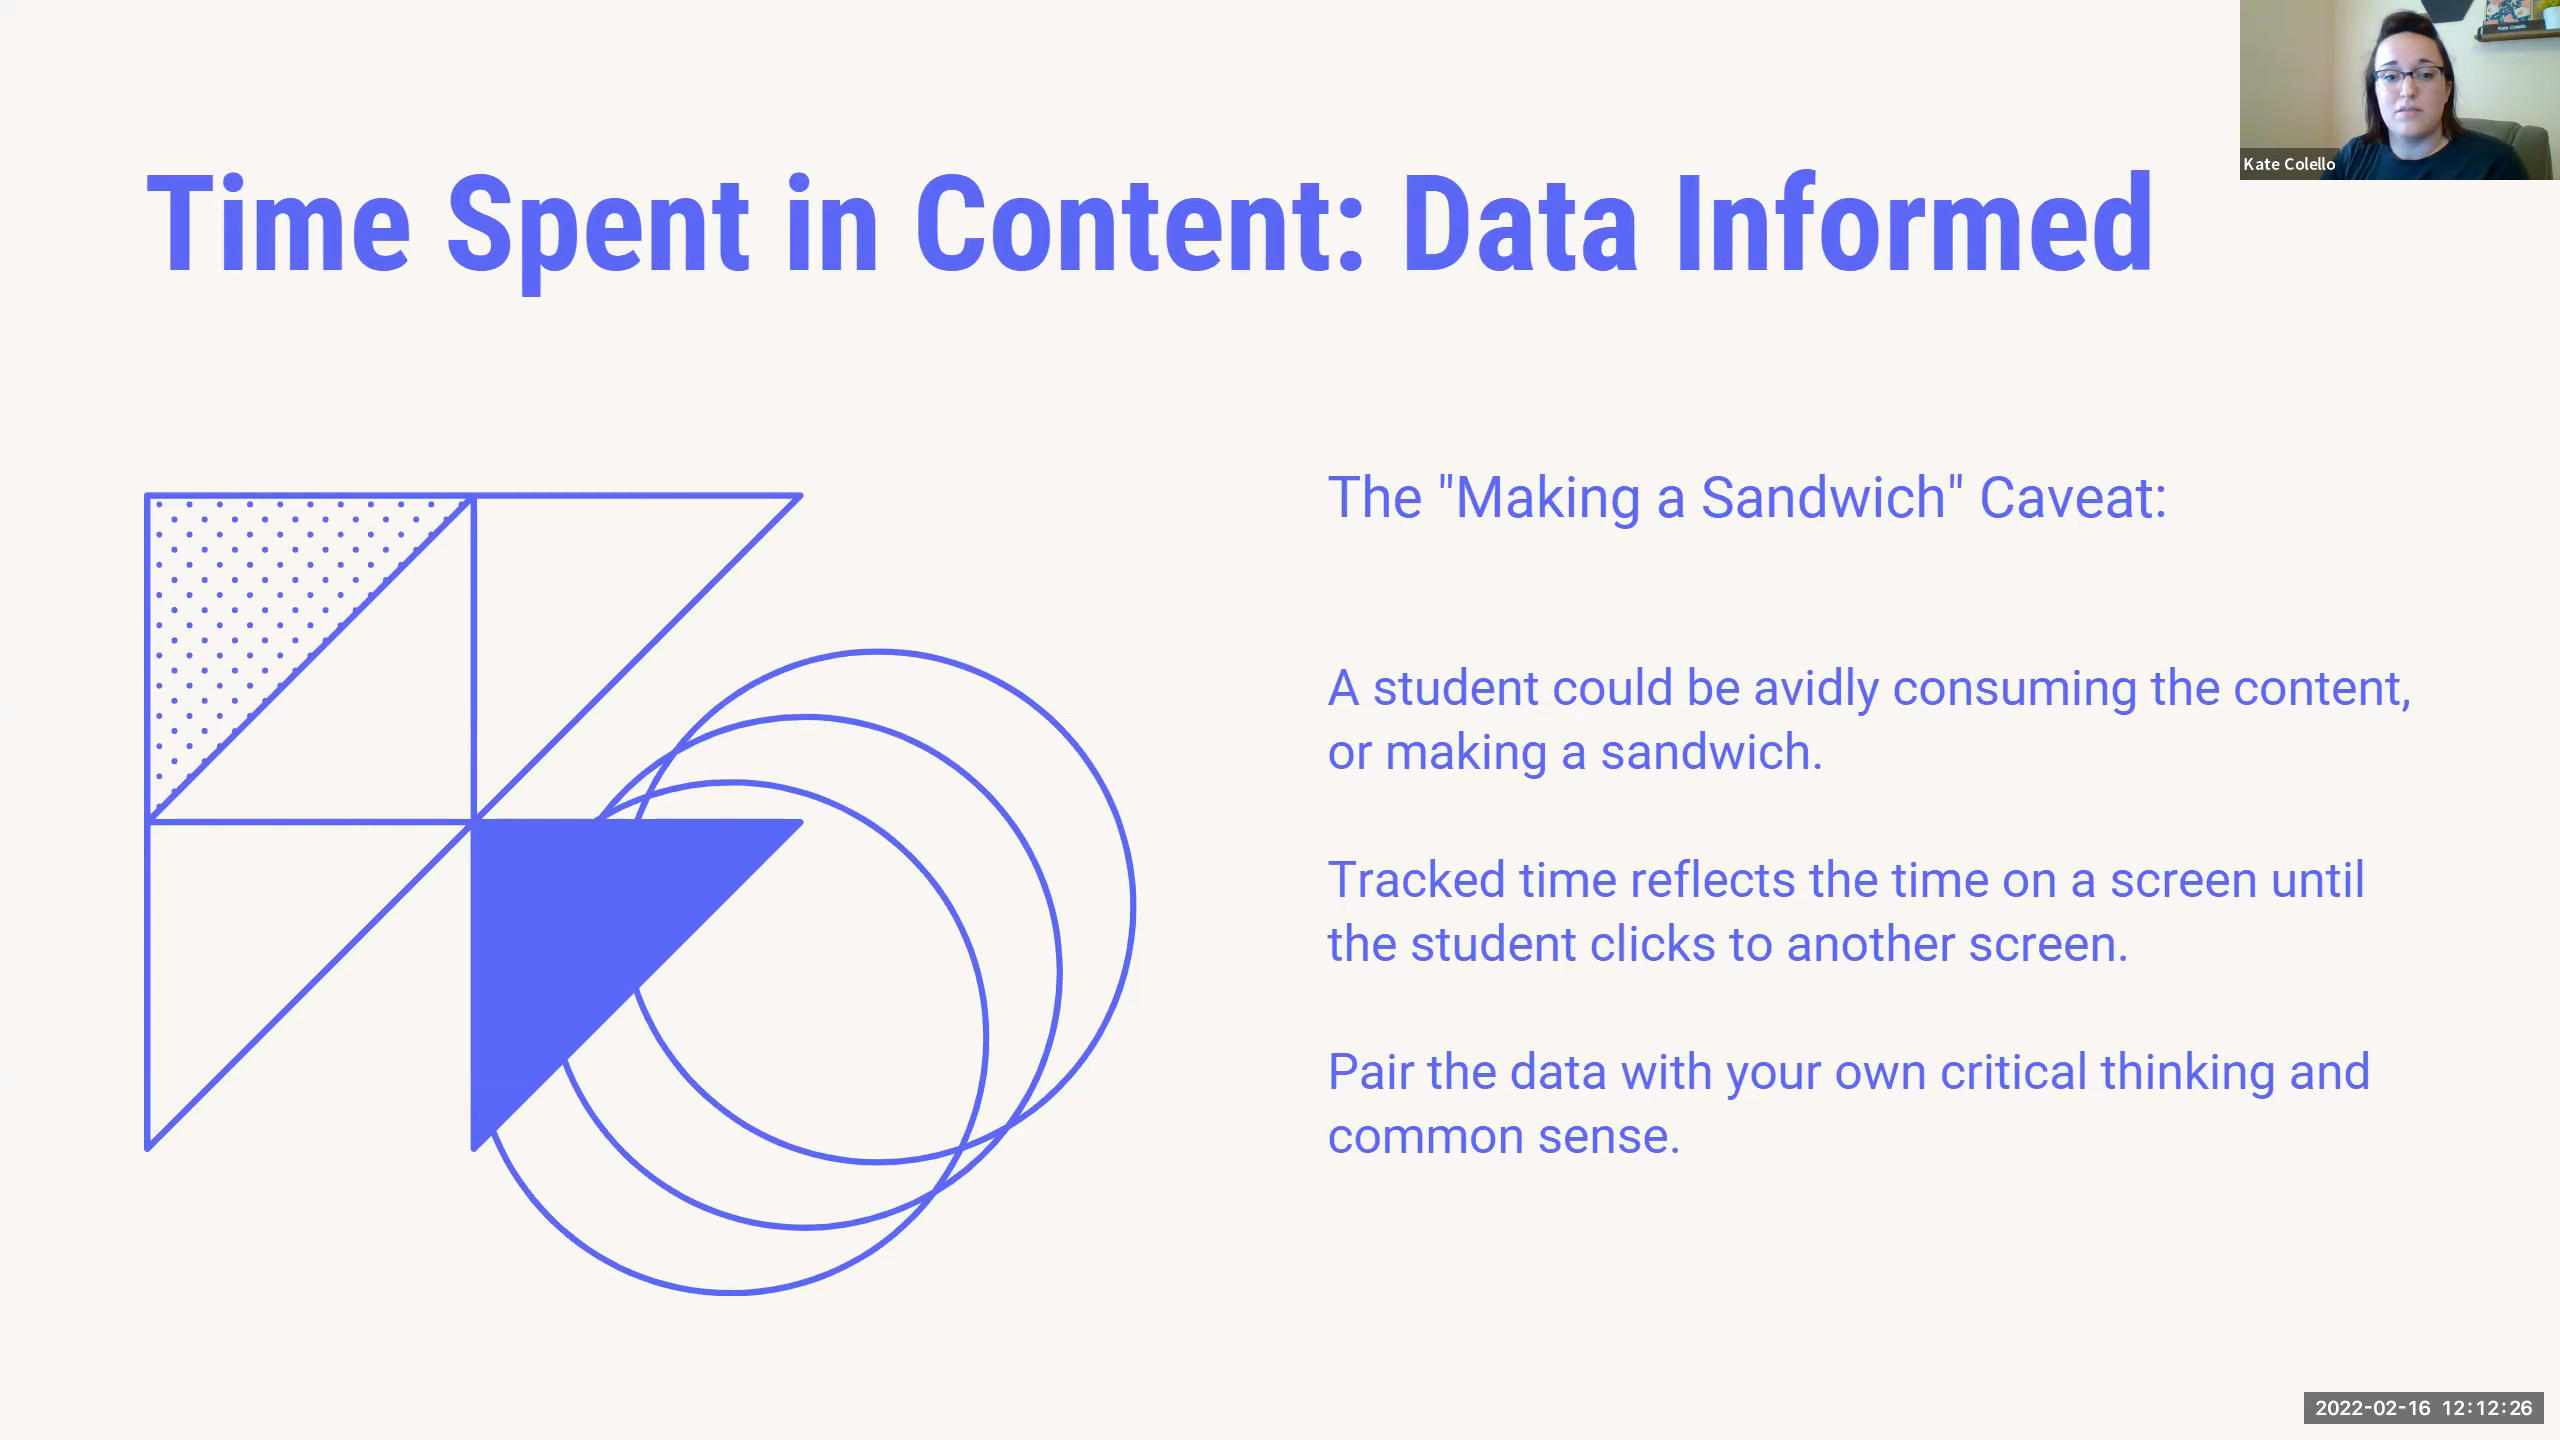 Kate Colello
Time Spent in Content: Data Informed
The "Making a Sandwich" Caveat:
A student could be avidly consuming the content,
or making a sandwich.
Tracked time reflects the time on a screen until
the student clicks to another screen.
Pair the data with your own critical thinking and
common sense.
2022-02-16 12:12:26